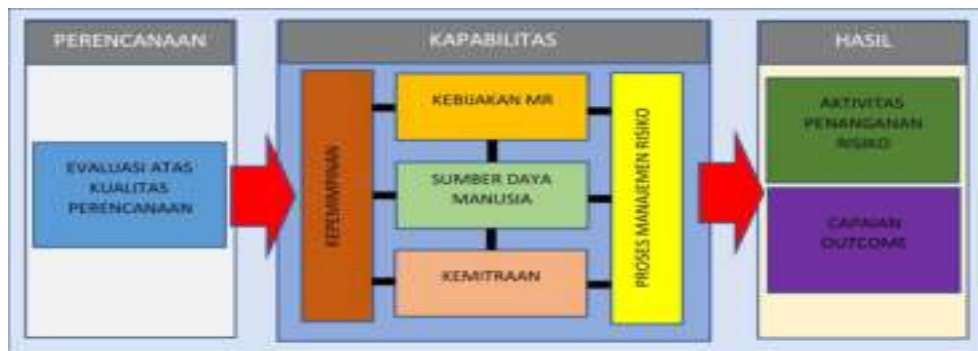 PERENCANAAN
EVALUASI ATAS
KUALITAS
PERENCANAAN
KAPABILITAS
KEPEMIMPINAN
KEBIJAKAN MR
SUMBER DAYA
MANUSIA
KEMITRAAN
PROSES MANAJEMEN RISIKO
HASIL
AKTIVITAS
PENANGANAN
RISIKO
CAPAIAN
OUTCOME